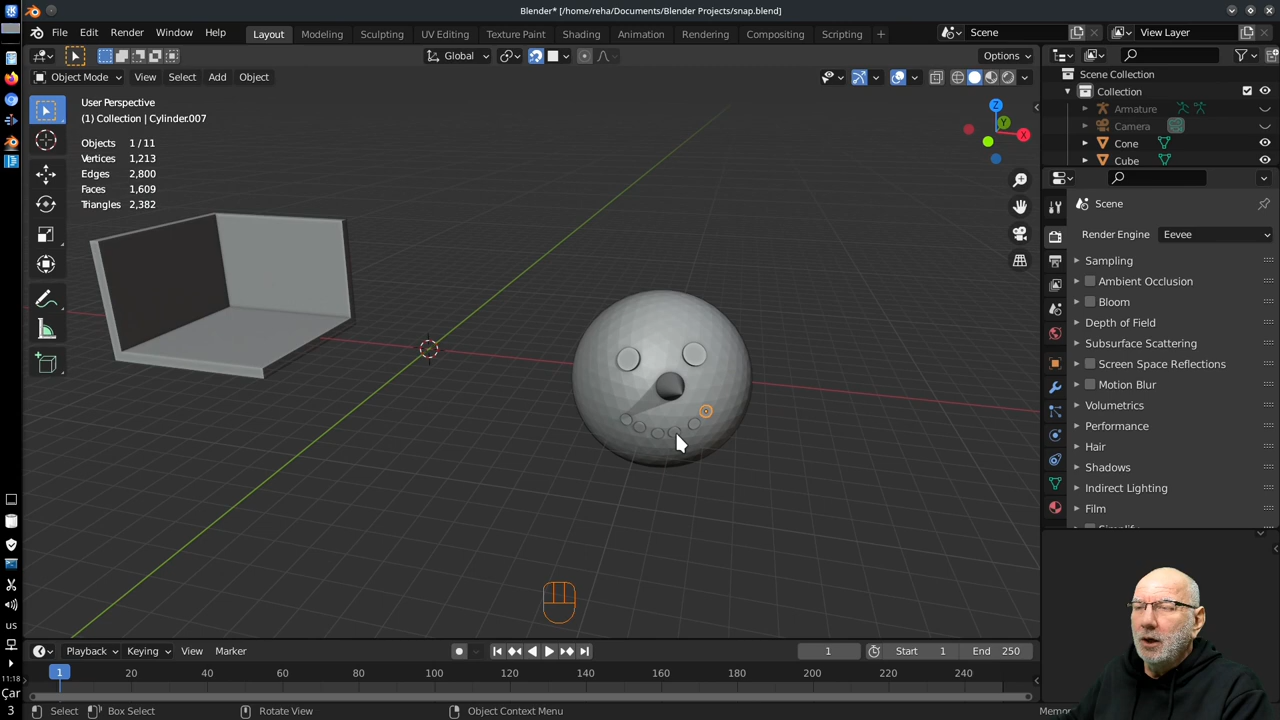 Blender* [/home/reha/Documents/Blender Projects/snap.blend]
File Edit Render Window Help
Layout Modeling Sculpting UV Editing Texture Paint Shading Animation Rendering Compositing Scripting +
Scene
View Layer
Global
Options
Object Mode View Select Add Object
User Perspective
(1) Collection | Cylinder.007
Objects 1 / 11
Vertices 1,213
Edges 2,800
Faces 1,609
Triangles 2,382
Z
Y
X
Scene Collection
Collection
Armature
Camera
Cone
Cube
Scene
Render Engine Eevee
Sampling
Ambient Occlusion
Bloom
Depth of Field
Subsurface Scattering
Screen Space Reflections
Motion Blur
Volumetrics
Performance
Hair
Shadows
Indirect Lighting
Film
us
11:18
Çar
3
Playback Keying View Marker
1
Start 1
End 250
1 20 40 60 80 100 120 140 160 180 200 220 240
Select Box Select Rotate View Object Context Menu
Memor